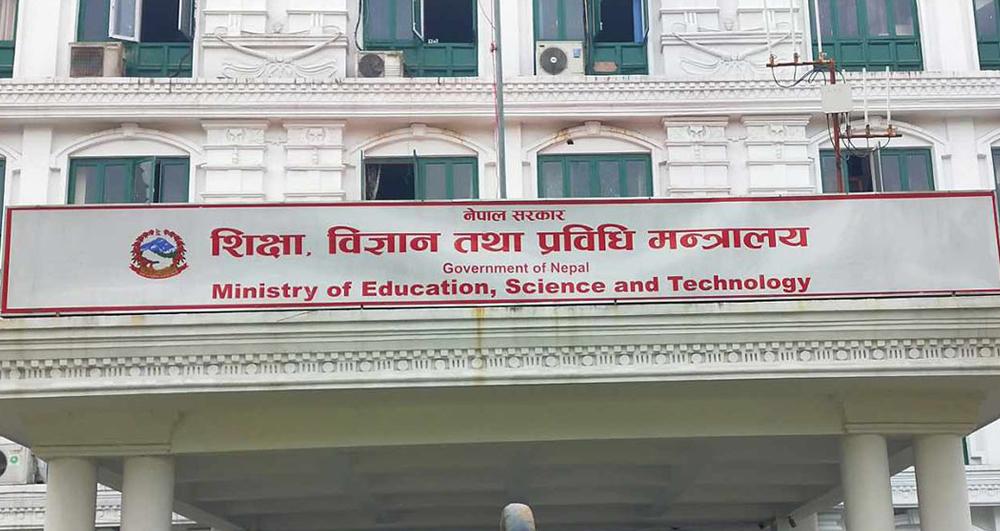 नेपाल सरकार
शिक्षा, विज्ञान तथा प्रविधि मन्त्रालय
Government of Nepal
Ministry of Education, Science and Technology